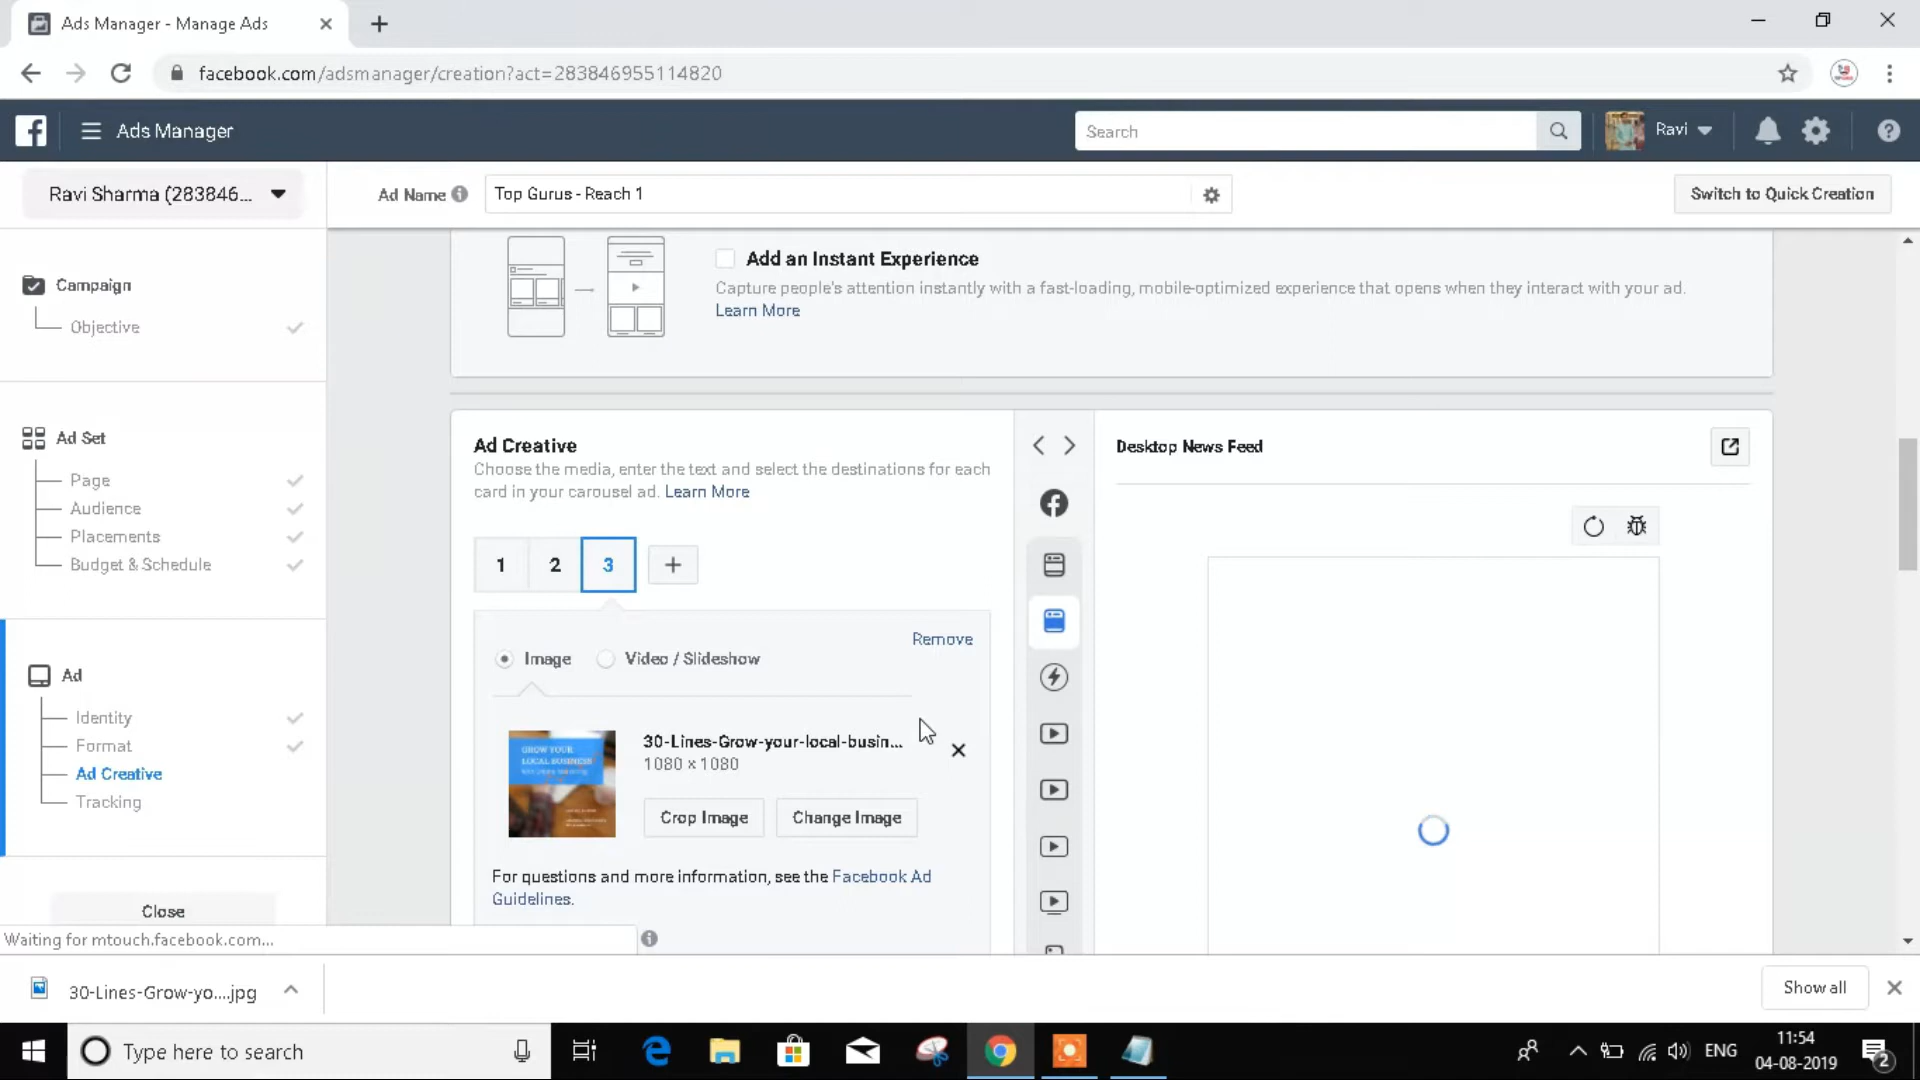 Ads Manager - Manage Ads
facebook.com/adsmanager/creation?act=283846955114820
Ads Manager
Search
Ravi
Ravi Sharma (283846...
Ad Name
Top Gurus - Reach 1
Switch to Quick Creation
Campaign
Objective
Ad Set
Page
Audience
Placements
Budget & Schedule
Ad
Identity
Format
Ad Creative
Tracking
Close
Waiting for mtouch.facebook.com...
Add an Instant Experience
Capture people's attention instantly with a fast-loading, mobile-optimized experience that opens when they interact with your ad.
Learn More
Ad Creative
Choose the media, enter the text and select the destinations for each
card in your carousel ad. Learn More
1 2 3 +
Remove
Image Video / Slideshow
GROW YOUR
LOCAL BUSINESS
30-Lines-Grow-your-local-busin...
1080 × 1080
Crop Image Change Image
For questions and more information, see the Facebook Ad
Guidelines.
Desktop News Feed
30-Lines-Grow-yo....jpg
Show all
Type here to search
ENG
11:54
04-08-2019
2